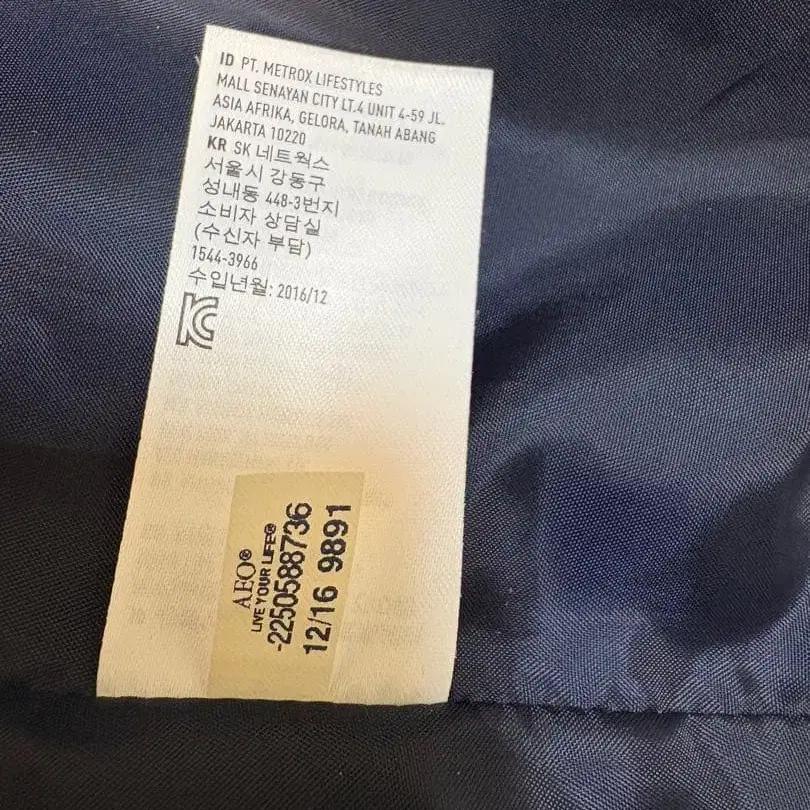 ID PT. METROX LIFESTYLES
MALL SENAYAN CITY LT.4 UNIT 4-59 JL.
ASIA AFRIKA, GELORA, TANAH ABANG
JAKARTA 10220
KR SK 네트웍스
서울시 강동구
성내동 448-3번지
소비자 상담실
(수신자 부담)
1544-3966
수입년월: 2016/12
AEO®
LIVE YOUR LIFE®
-2250588736
12/16 9891